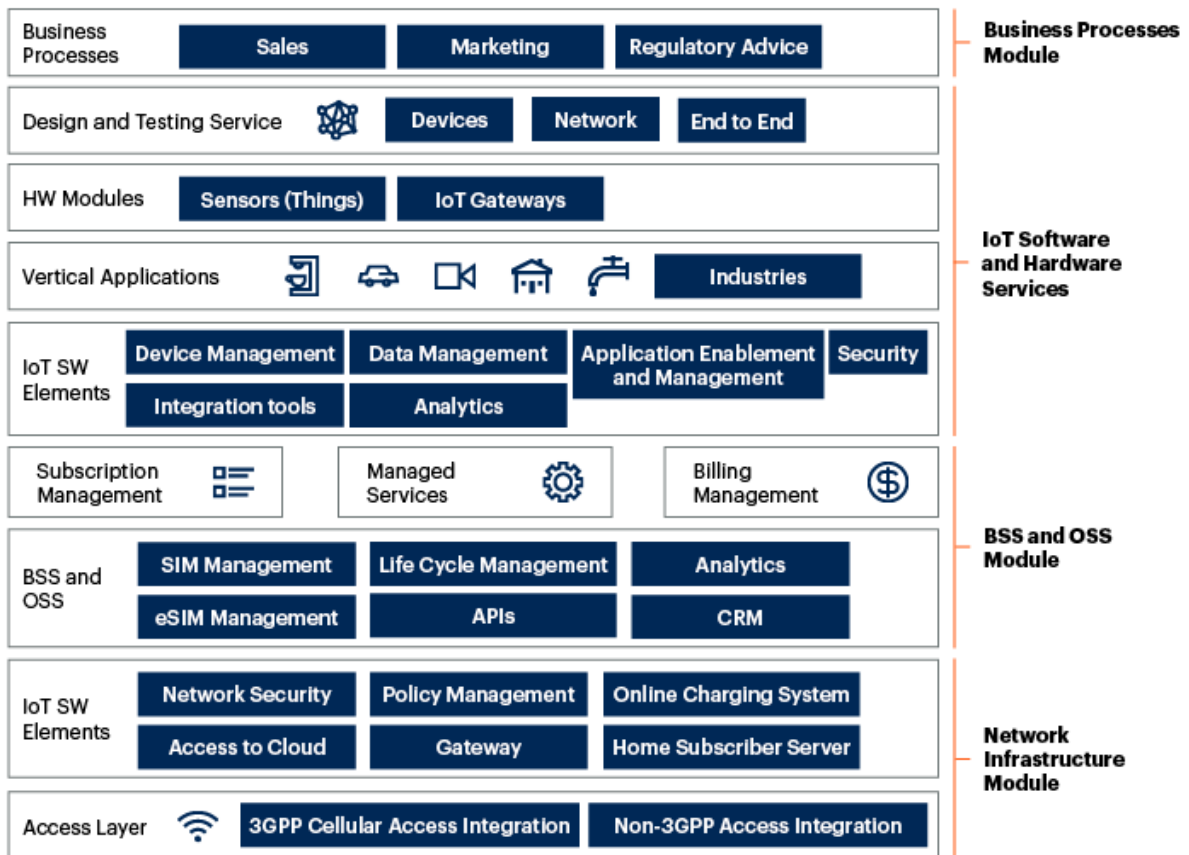 Business
Processes
Sales
Marketing
Regulatory Advice
Business Processes
Module
Design and Testing Service
Devices
Network
End to End
HW Modules
Sensors (Things)
IoT Gateways
IoT Software
and Hardware
Services
Vertical Applications
Industries
IoT SW
Elements
Device Management
Data Management
Application Enablement
and Management
Security
Integration tools
Analytics
Subscription
Management
Managed
Services
Billing
Management
$
BSS and OSS
Module
BSS and
OSS
SIM Management
Life Cycle Management
Analytics
eSIM Management
APIs
CRM
IoT SW
Elements
Network Security
Policy Management
Online Charging System
Access to Cloud
Gateway
Home Subscriber Server
Network
Infrastructure
Module
Access Layer
3GPP Cellular Access Integration
Non-3GPP Access Integration